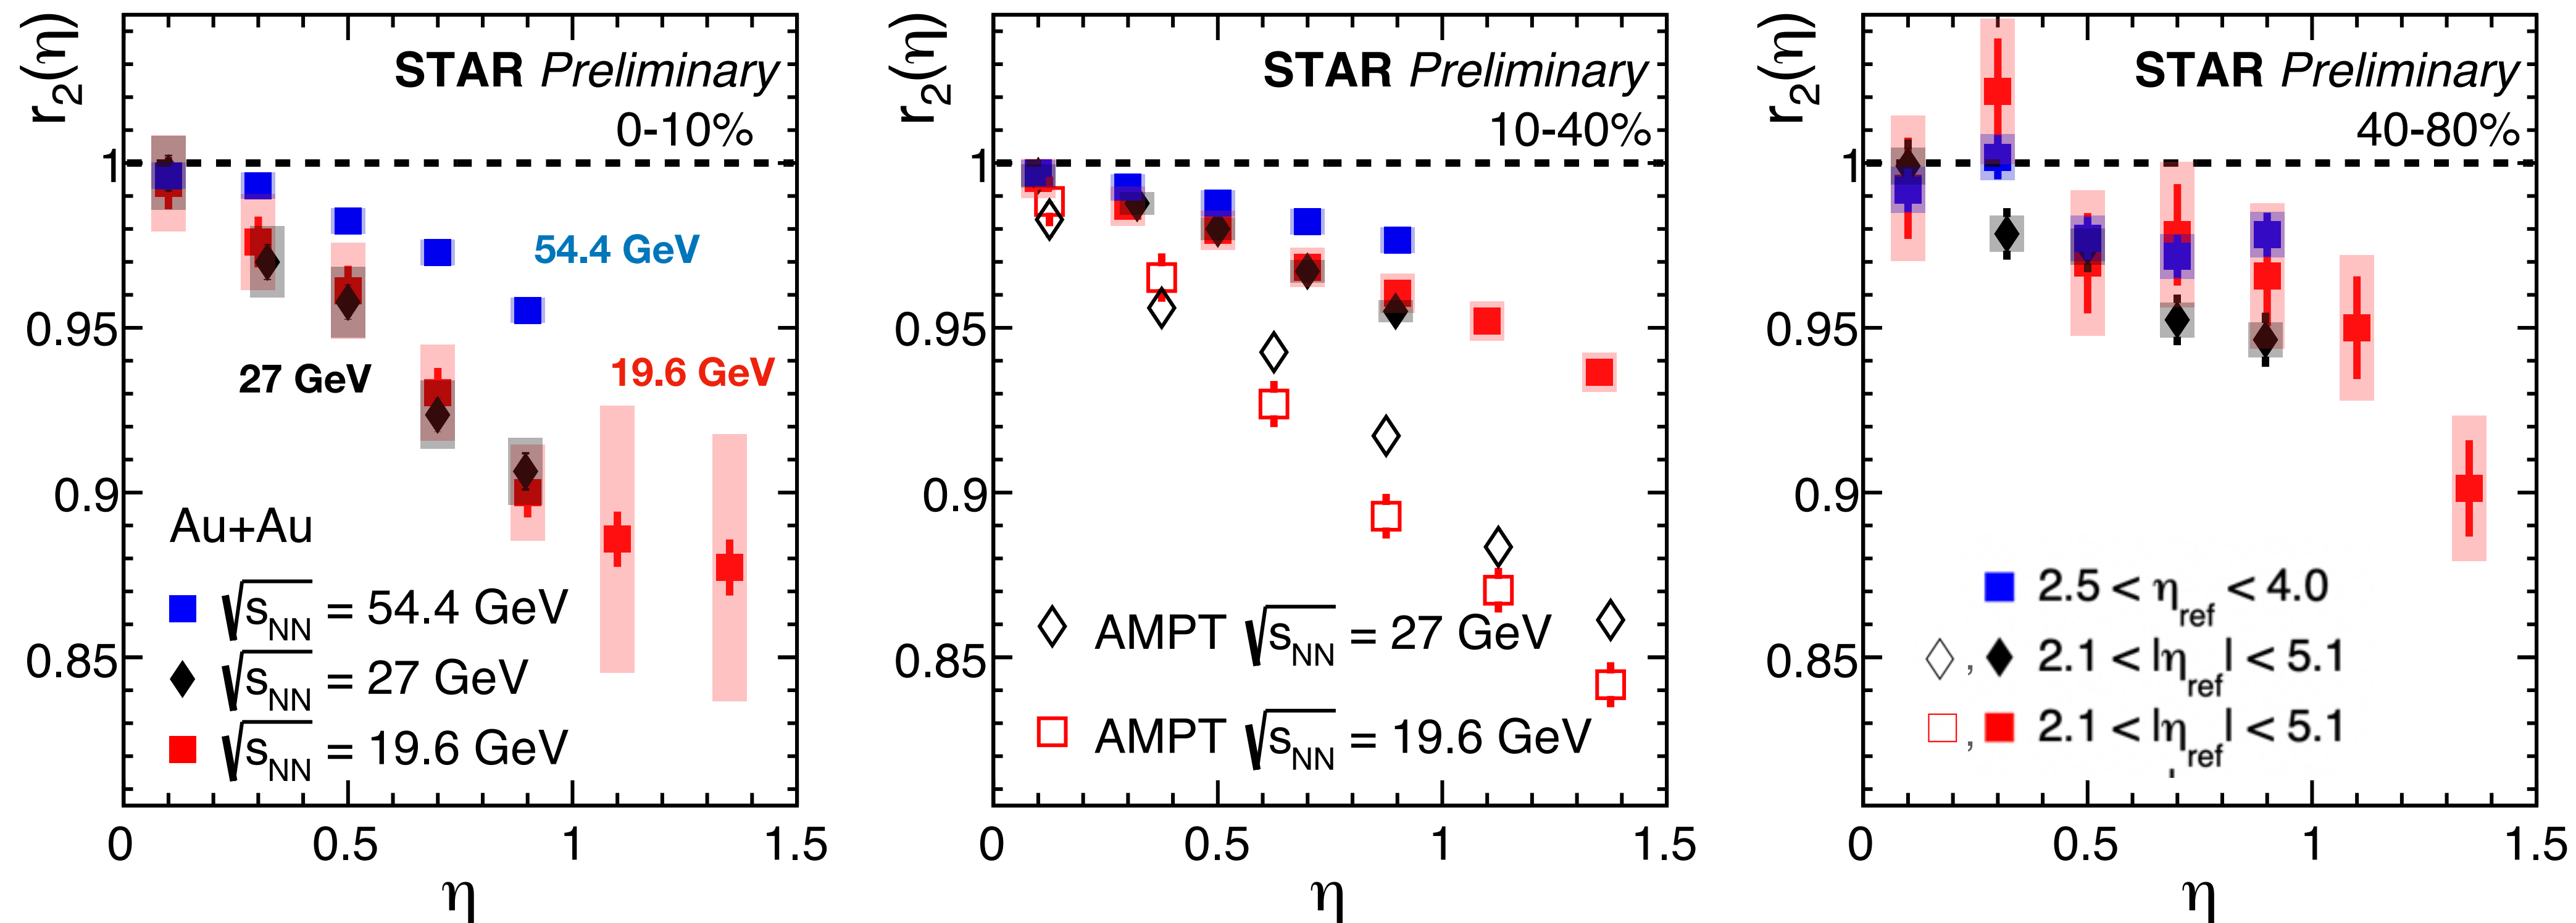 r2(η)
STAR Preliminary
0-10%
1
0.95
0.9
0.85
54.4 GeV
27 GeV
19.6 GeV
Au+Au
√sNN = 54.4 GeV
√sNN = 27 GeV
√sNN = 19.6 GeV
0 0.5 1 1.5
η
r2(η)
STAR Preliminary
10-40%
1
0.95
0.9
0.85
AMPT √sNN = 27 GeV
AMPT √sNN = 19.6 GeV
0 0.5 1 1.5
η
r2(η)
STAR Preliminary
40-80%
1
0.95
0.9
0.85
2.5 < ηref < 4.0
, 2.1 < |ηref| < 5.1
, 2.1 < |ηref| < 5.1
0 0.5 1 1.5
η